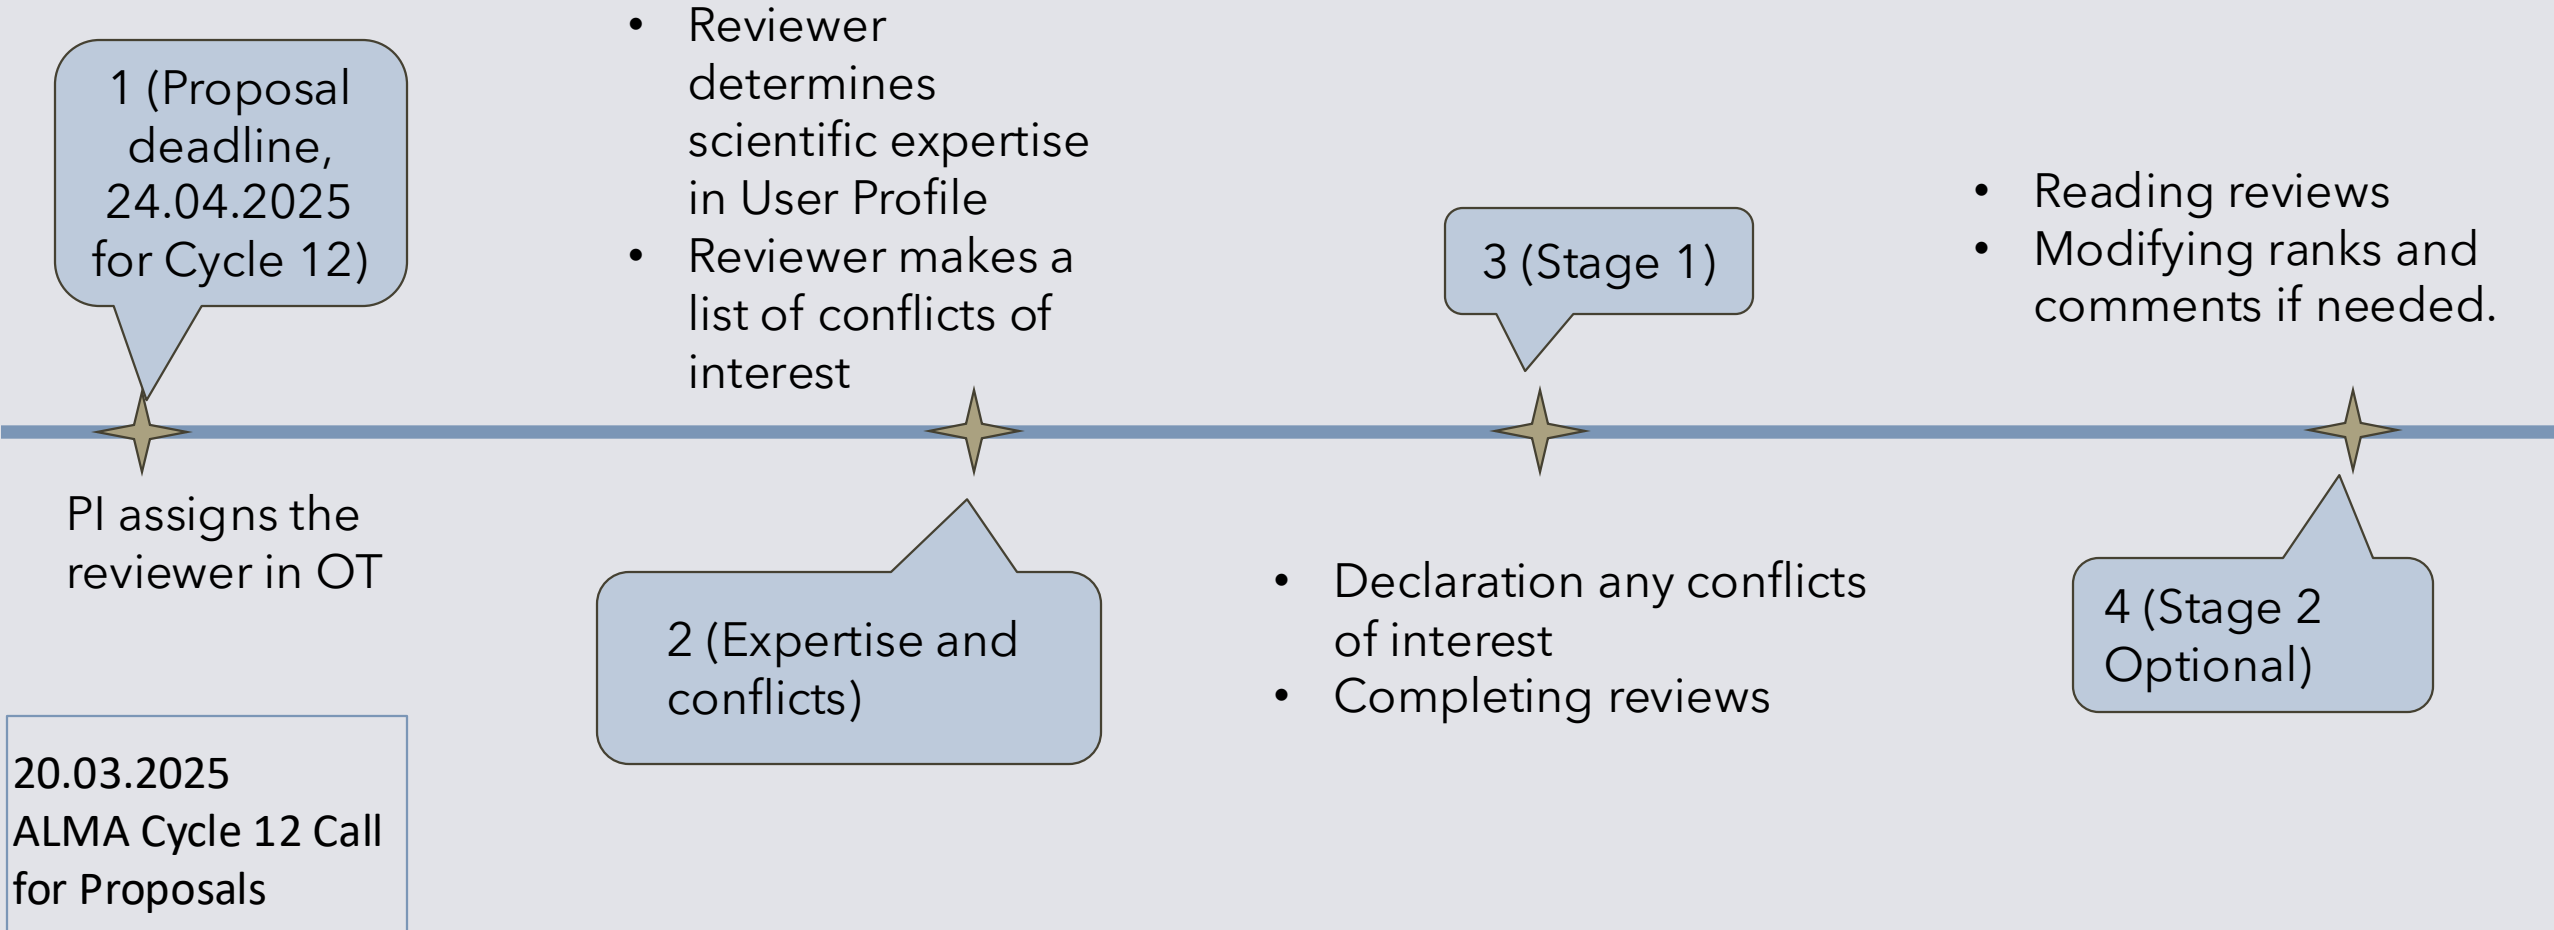 1 (Proposal
deadline,
24.04.2025
for Cycle 12)
PI assigns the
reviewer in OT
20.03.2025
ALMA Cycle 12 Call
for Proposals
• Reviewer
determines
scientific expertise
in User Profile
• Reviewer makes a
list of conflicts of
interest
2 (Expertise and
conflicts)
3 (Stage 1)
• Declaration any conflicts
of interest
• Completing reviews
• Reading reviews
• Modifying ranks and
comments if needed.
4 (Stage 2
Optional)